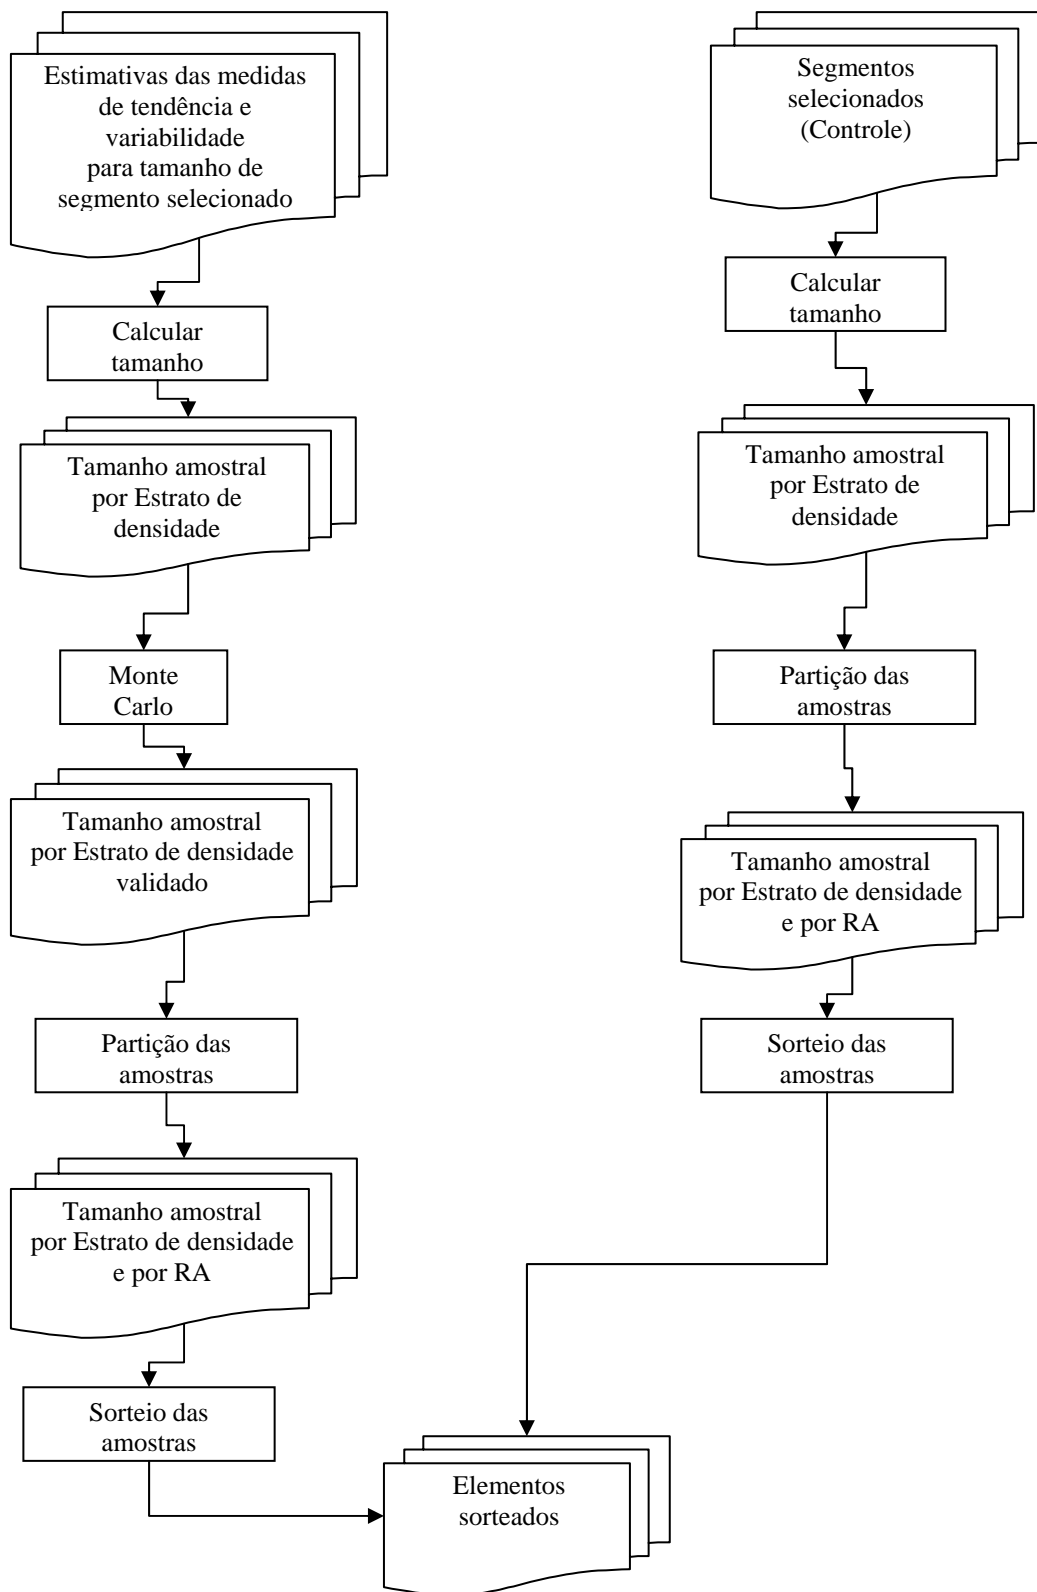 Estimativas das medidas
de tendência e
variabilidade
para tamanho de
segmento selecionado
Calcular
tamanho
Tamanho amostral
por Estrato de
densidade
Monte
Carlo
Tamanho amostral
por Estrato de densidade
validado
Partição das
amostras
Tamanho amostral
por Estrato de densidade
e por RA
Sorteio das
amostras
Segmentos
selecionados
(Controle)
Calcular
tamanho
Tamanho amostral
por Estrato de
densidade
Partição das
amostras
Tamanho amostral
por Estrato de densidade
e por RA
Sorteio das
amostras
Elementos
sorteados